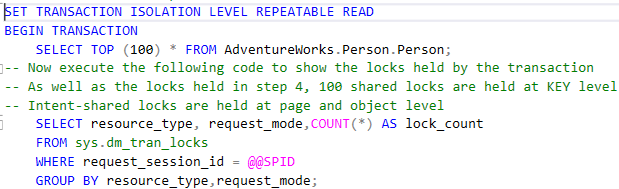 SET TRANSACTION ISOLATION LEVEL REPEATABLE READ
BEGIN TRANSACTION
SELECT TOP (100) * FROM AdventureWorks.Person.Person;
-- Now execute the following code to show the locks held by the transaction
-- As well as the locks held in step 4, 100 shared locks are held at KEY level
-- Intent-shared locks are held at page and object level
SELECT resource_type, request_mode,COUNT(*) AS lock_count
FROM sys.dm_tran_locks
WHERE request_session_id = @@SPID
GROUP BY resource_type,request_mode;